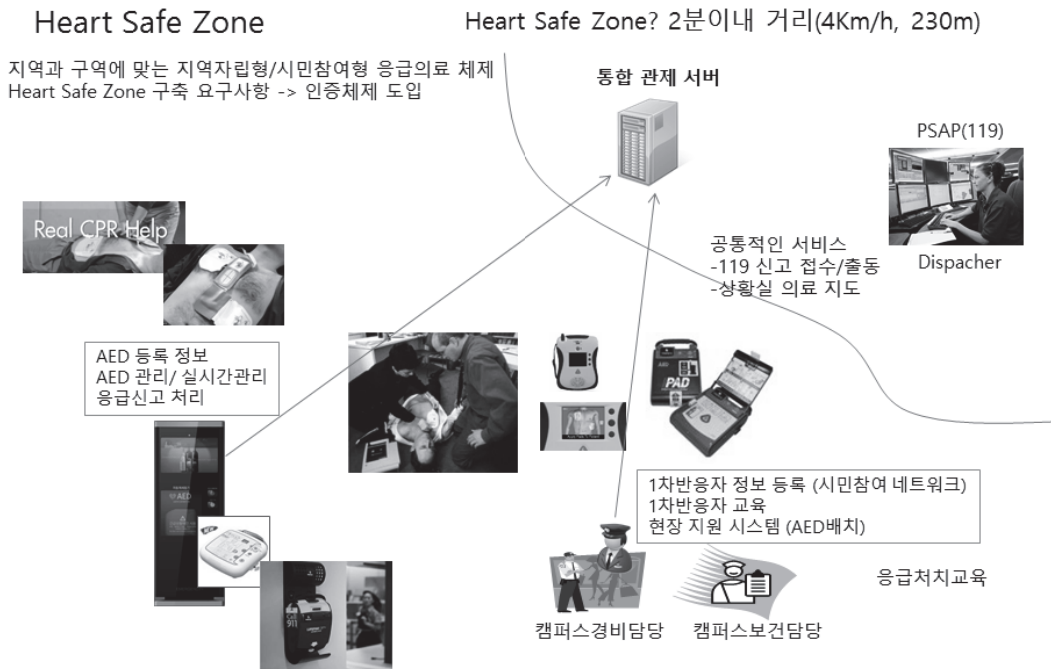 Heart Safe Zone
Heart Safe Zone? 2분이내 거리(4Km/h, 230m)
지역과 구역에 맞는 지역자립형/시민참여형 응급의료 체제
Heart Safe Zone 구축 요구사항 -> 인증체제 도입
통합 관제 서버
PSAP(119)
Real CPR Help
공통적인 서비스
-119 신고 접수/출동
-상황실 의료 지도
Dispacher
AED 등록 정보
AED 관리/ 실시간관리
응급신고 처리
PAD
AED
1차반응자 정보 등록 (시민참여 네트워크)
1차반응자 교육
현장 지원 시스템 (AED배치)
응급처치교육
911
캠퍼스경비담당
캠퍼스보건담당